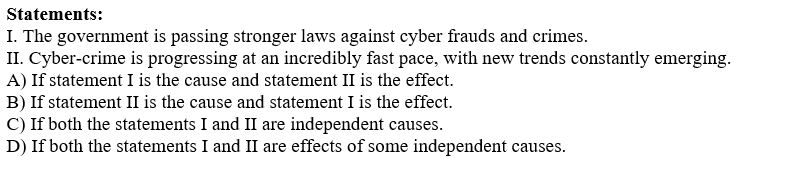 Statements:
I. The government is passing stronger laws against cyber frauds and crimes.
II. Cyber-crime is progressing at an incredibly fast pace, with new trends constantly emerging.
A) If statement I is the cause and statement II is the effect.
B) If statement II is the cause and statement I is the effect.
C) If both the statements I and II are independent causes.
D) If both the statements I and II are effects of some independent causes.